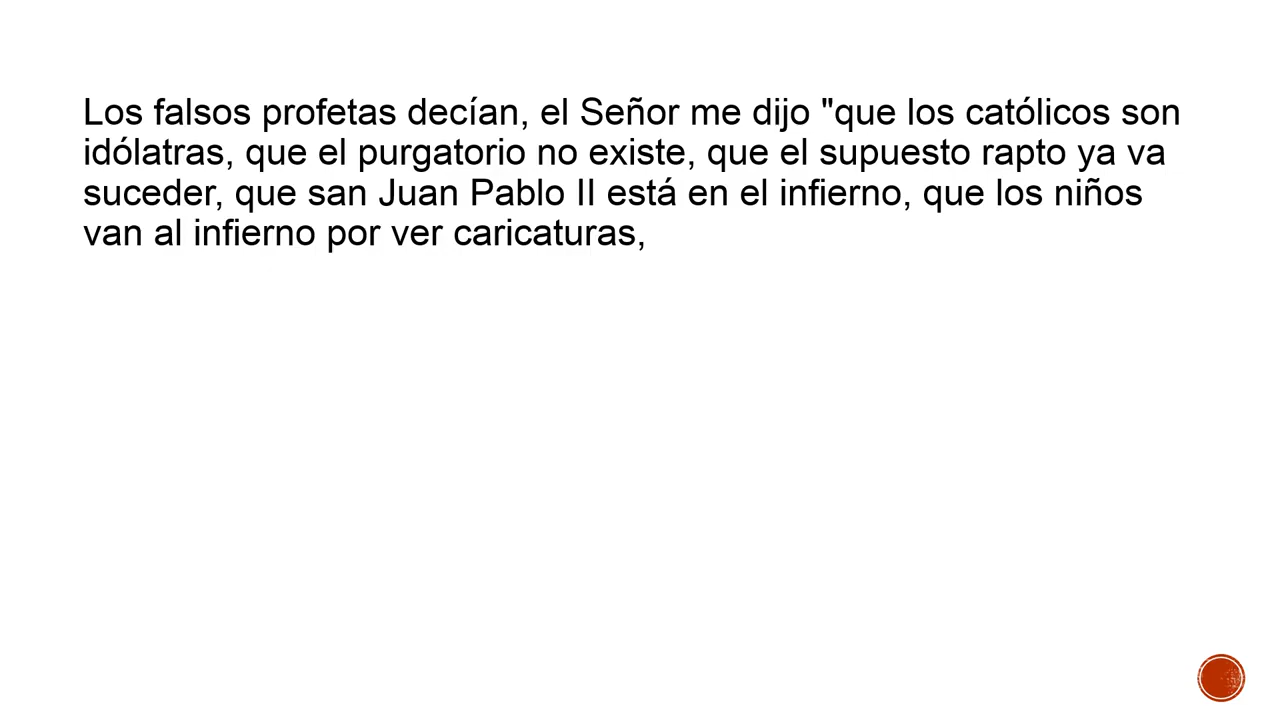 Los falsos profetas decían, el Señor me dijo "que los católicos son
idólatras, que el purgatorio no existe, que el supuesto rapto ya va
suceder, que san Juan Pablo II está en el infierno, que los niños
van al infierno por ver caricaturas,